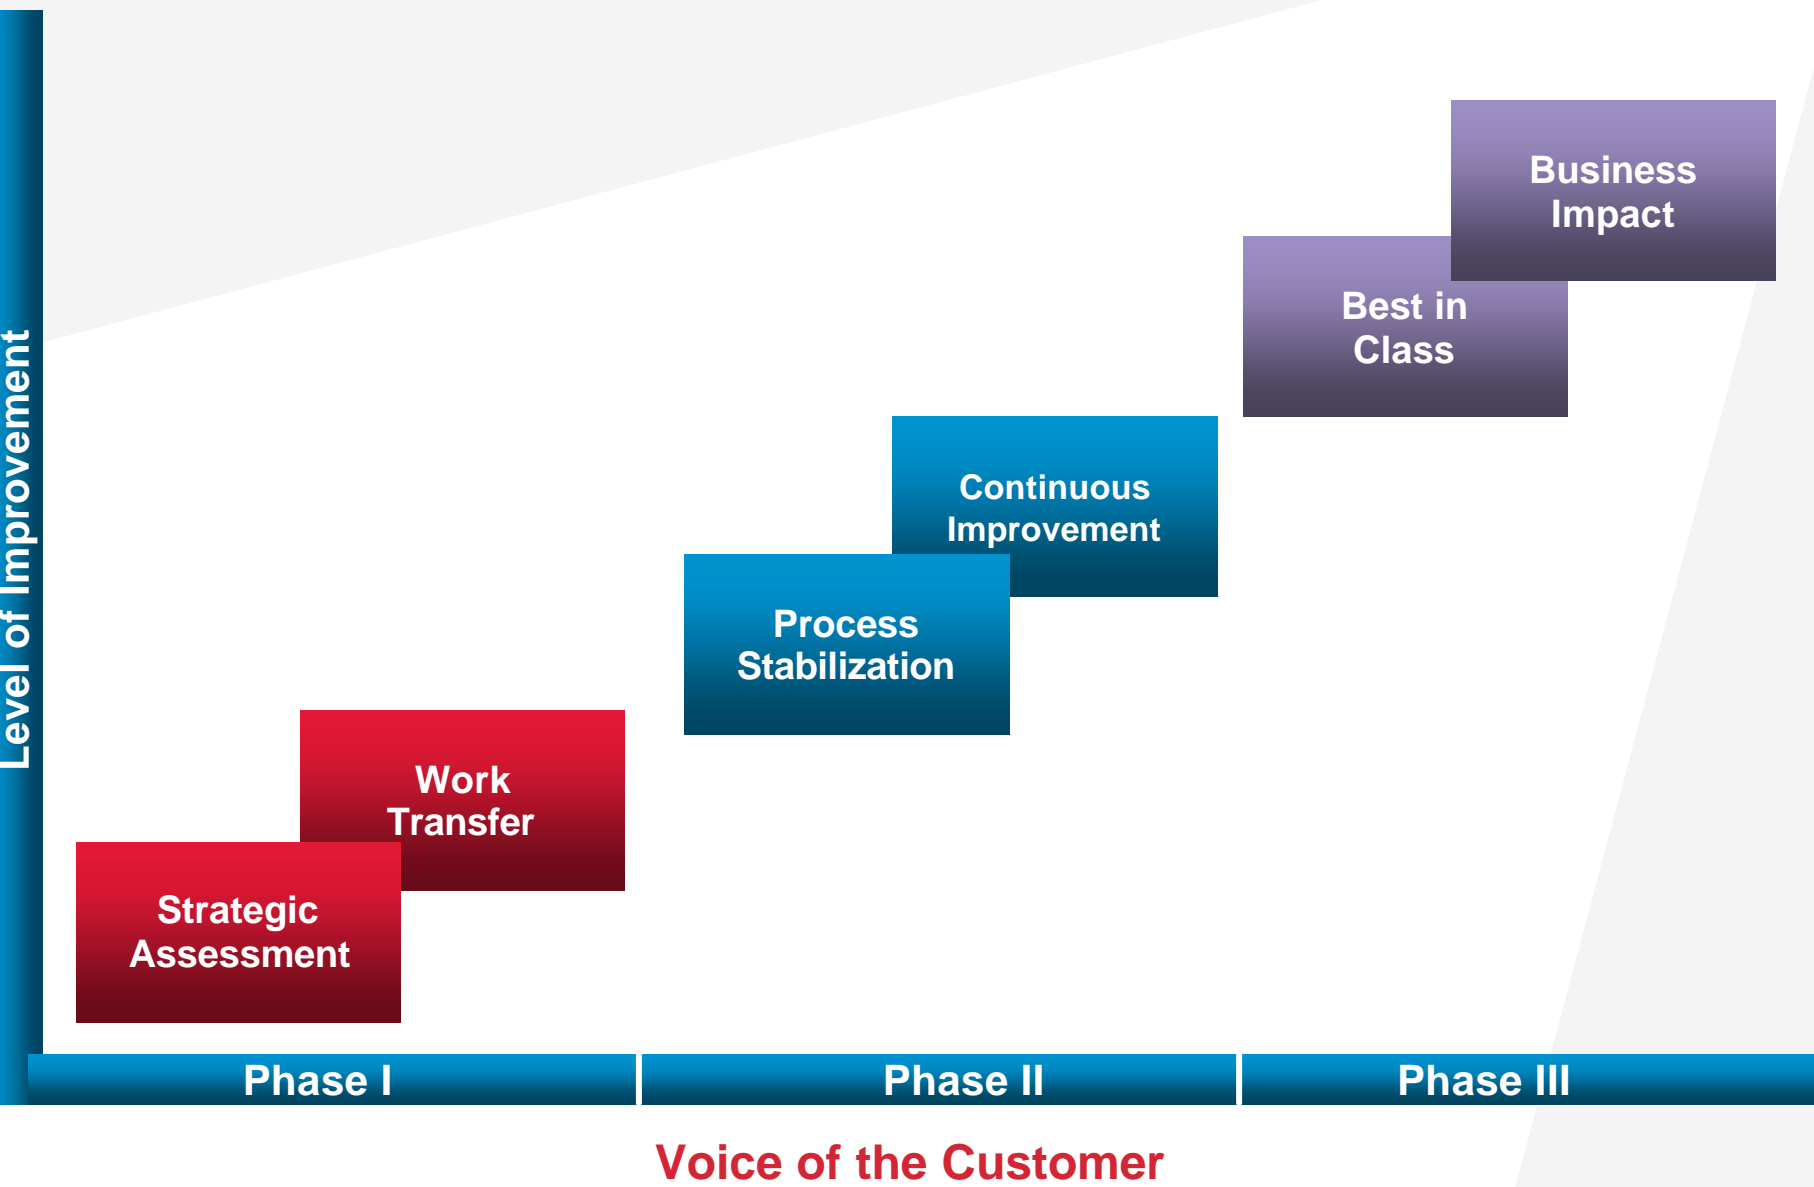 Business
Impact
Best in
Class
Continuous
Improvement
Process
Stabilization
Work
Transfer
Strategic
Assessment
Level of Improvement
Phase I
Phase II
Phase III
Voice of the Customer